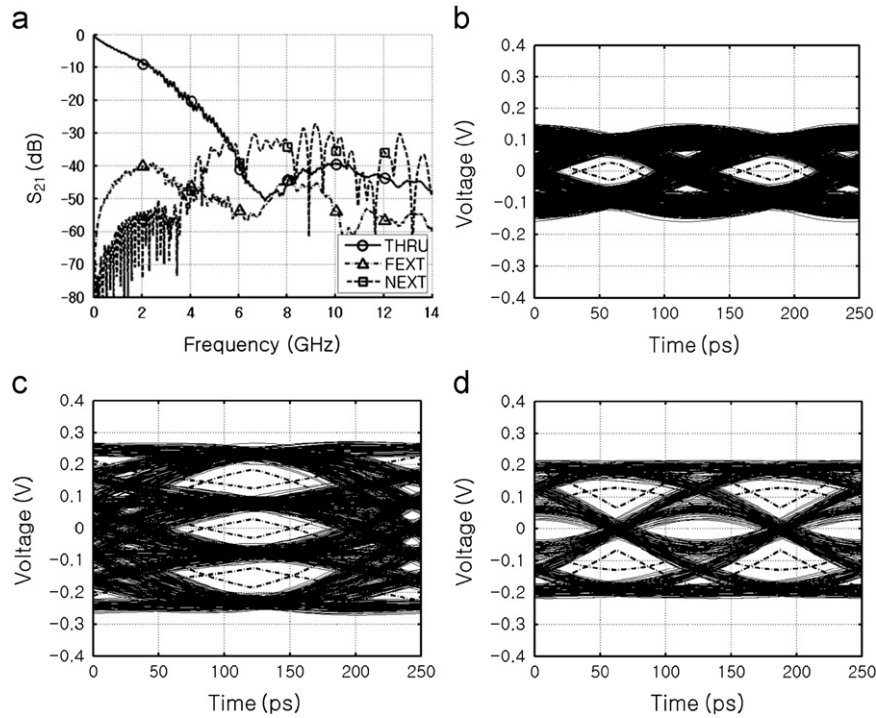 a
0
-10
-20
-30
-40
-50
-60
-70
-80
S21 (dB)
0 2 4 6 8 10 12 14
Frequency (GHz)
THRU
FEXT
NEXT
b
0.4
0.3
0.2
0.1
0
-0.1
-0.2
-0.3
-0.4
Voltage (V)
0 50 100 150 200 250
Time (ps)
c
0.4
0.3
0.2
0.1
0
-0.1
-0.2
-0.3
-0.4
Voltage (V)
0 50 100 150 200 250
Time (ps)
d
0.4
0.3
0.2
0.1
0
-0.1
-0.2
-0.3
-0.4
Voltage (V)
0 50 100 150 200 250
Time (ps)